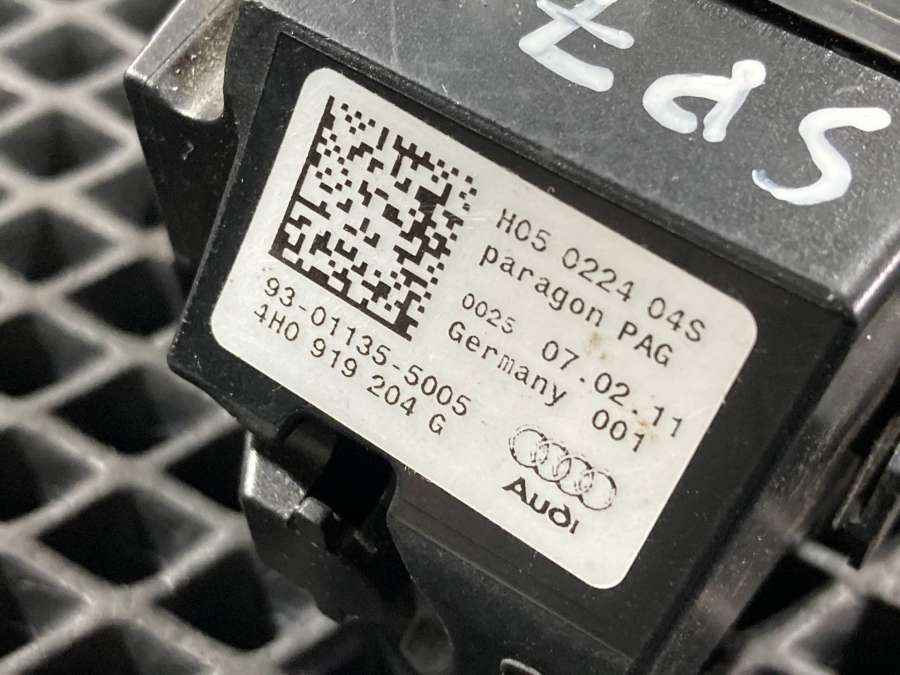 EAS
H05 0224 04S
paragon PAG
0025 07.02.11
Germany 001
93-01135-5005
4H0 919 204 G
Audi